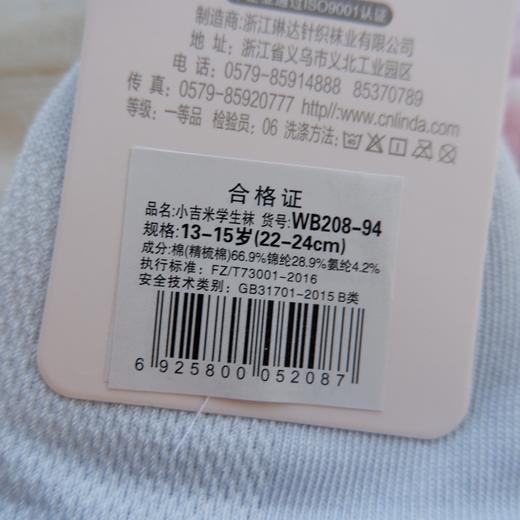 企业通过ISO9001认证
制造商:浙江琳达针织袜业有限公司
地 址:浙江省义乌市义北工业园区
电 话:0579-85914888 85370789
传 真:0579-85920777 http//:www.cnlinda.com
等级:一等品 检验员:06 洗涤方法:
合格证
品名:小吉米学生袜 货号:WB208-94
规格:13-15岁(22-24cm)
成分:棉(精梳棉)66.9%锦纶28.9%氨纶4.2%
执行标准: FZ/T73001-2016
安全技术类别: GB31701-2015 B类
6 925800 052087